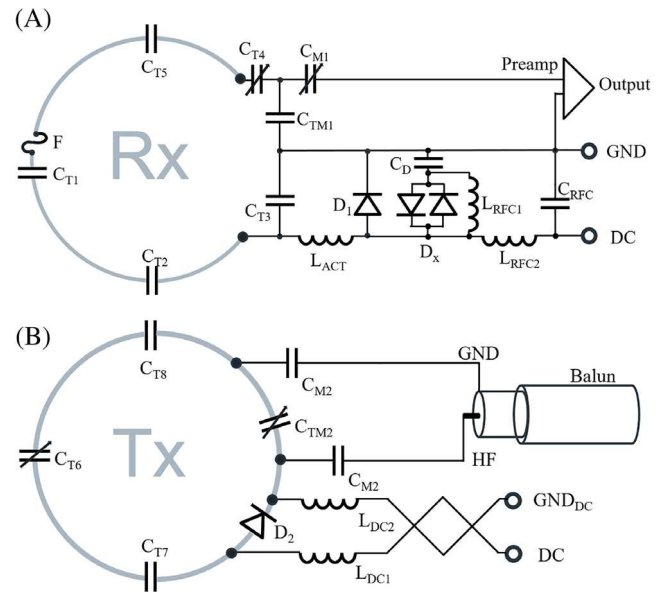 (A)
C_T5
C_T4
C_M1
Preamp
Output
F
C_T1
Rx
C_TM1
GND
C_D
C_T3
D_1
L_RFC1
C_RFC
C_T2
L_ACT
D_x
L_RFC2
DC
(B)
C_T8
C_M2
GND
Balun
C_T6
Tx
C_TM2
HF
C_M2
C_T7
D_2
L_DC2
GND_DC
L_DC1
DC